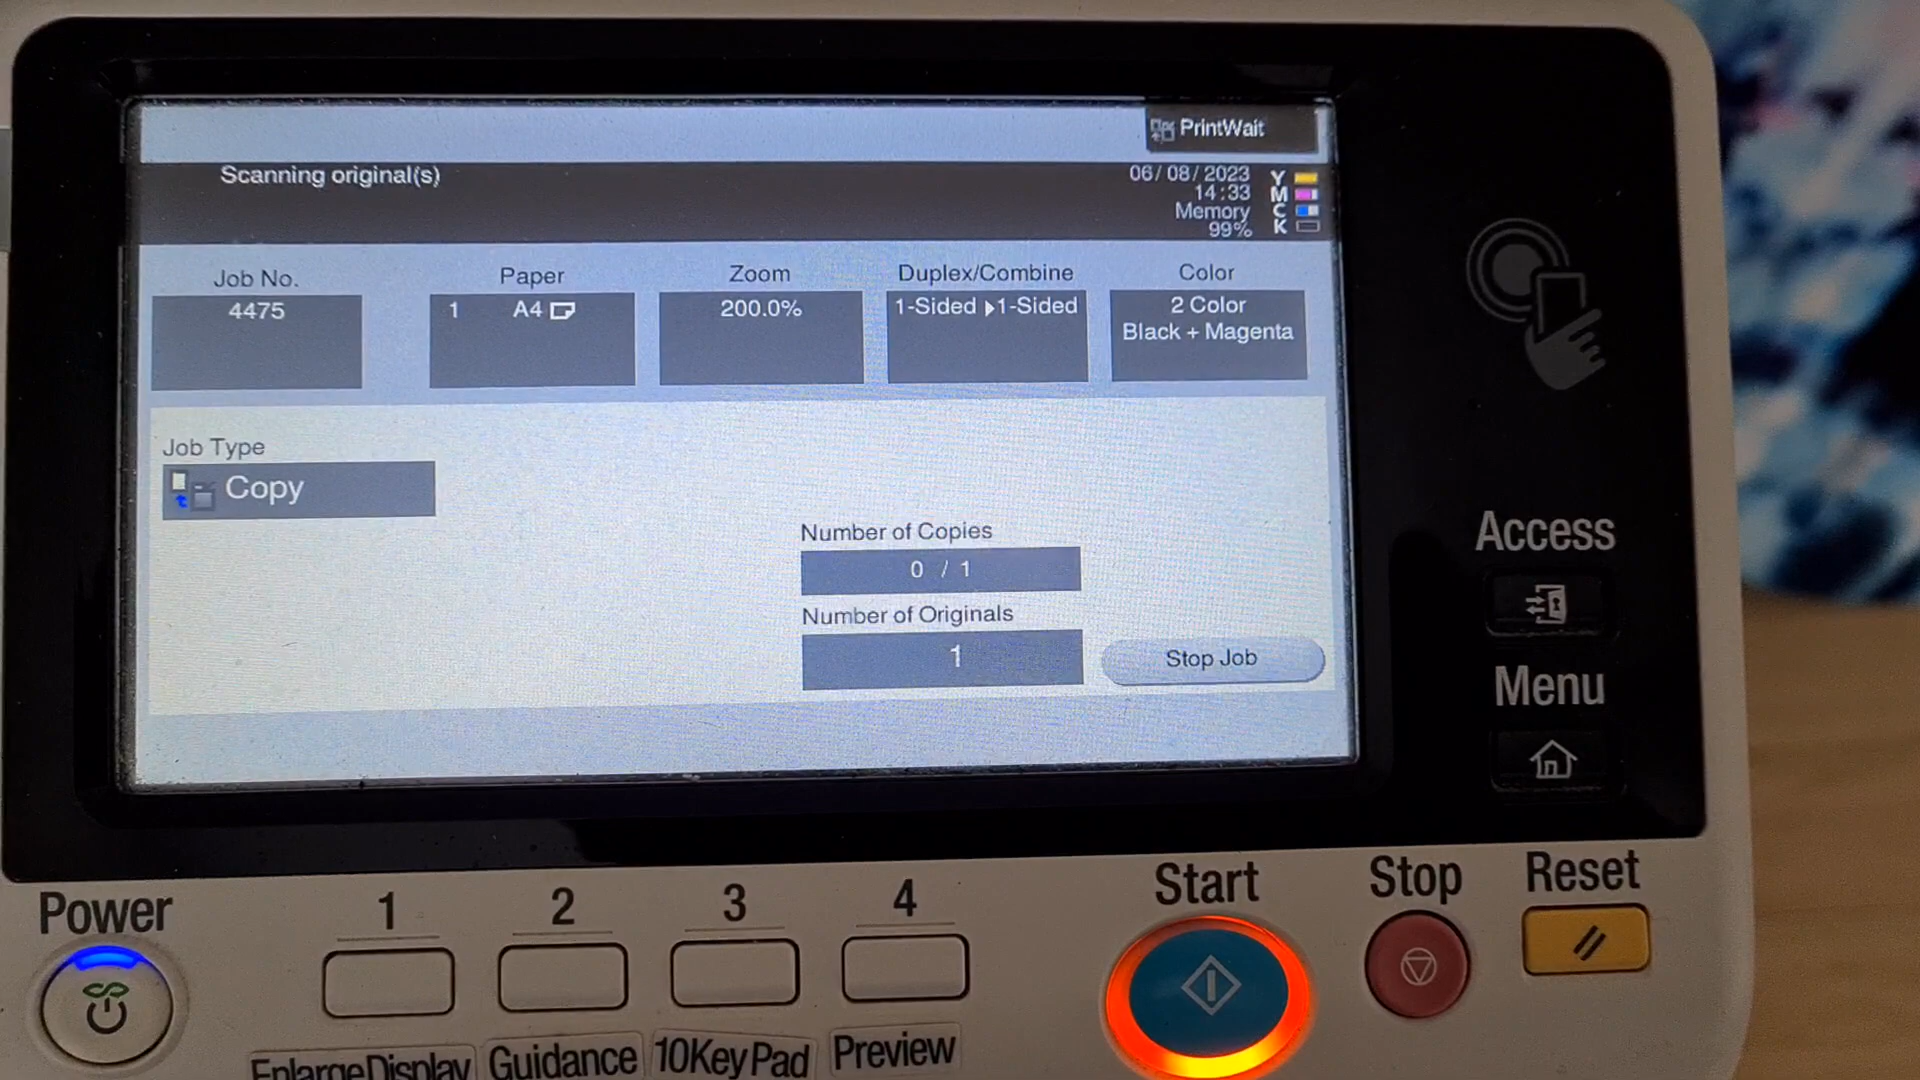 PrintWait
Scanning original(s)
06/08/2023
14:33
Memory
99%
Y
M
C
K
Job No.
4475
Paper
1 A4
Zoom
200.0%
Duplex/Combine
1-Sided ▶1-Sided
Color
2 Color
Black + Magenta
Job Type
Copy
Number of Copies
0 / 1
Number of Originals
1
Stop Job
Access
Menu
Power
1
2
3
4
Start
Stop
Reset
EnlargeDisplay
Guidance
10KeyPad
Preview